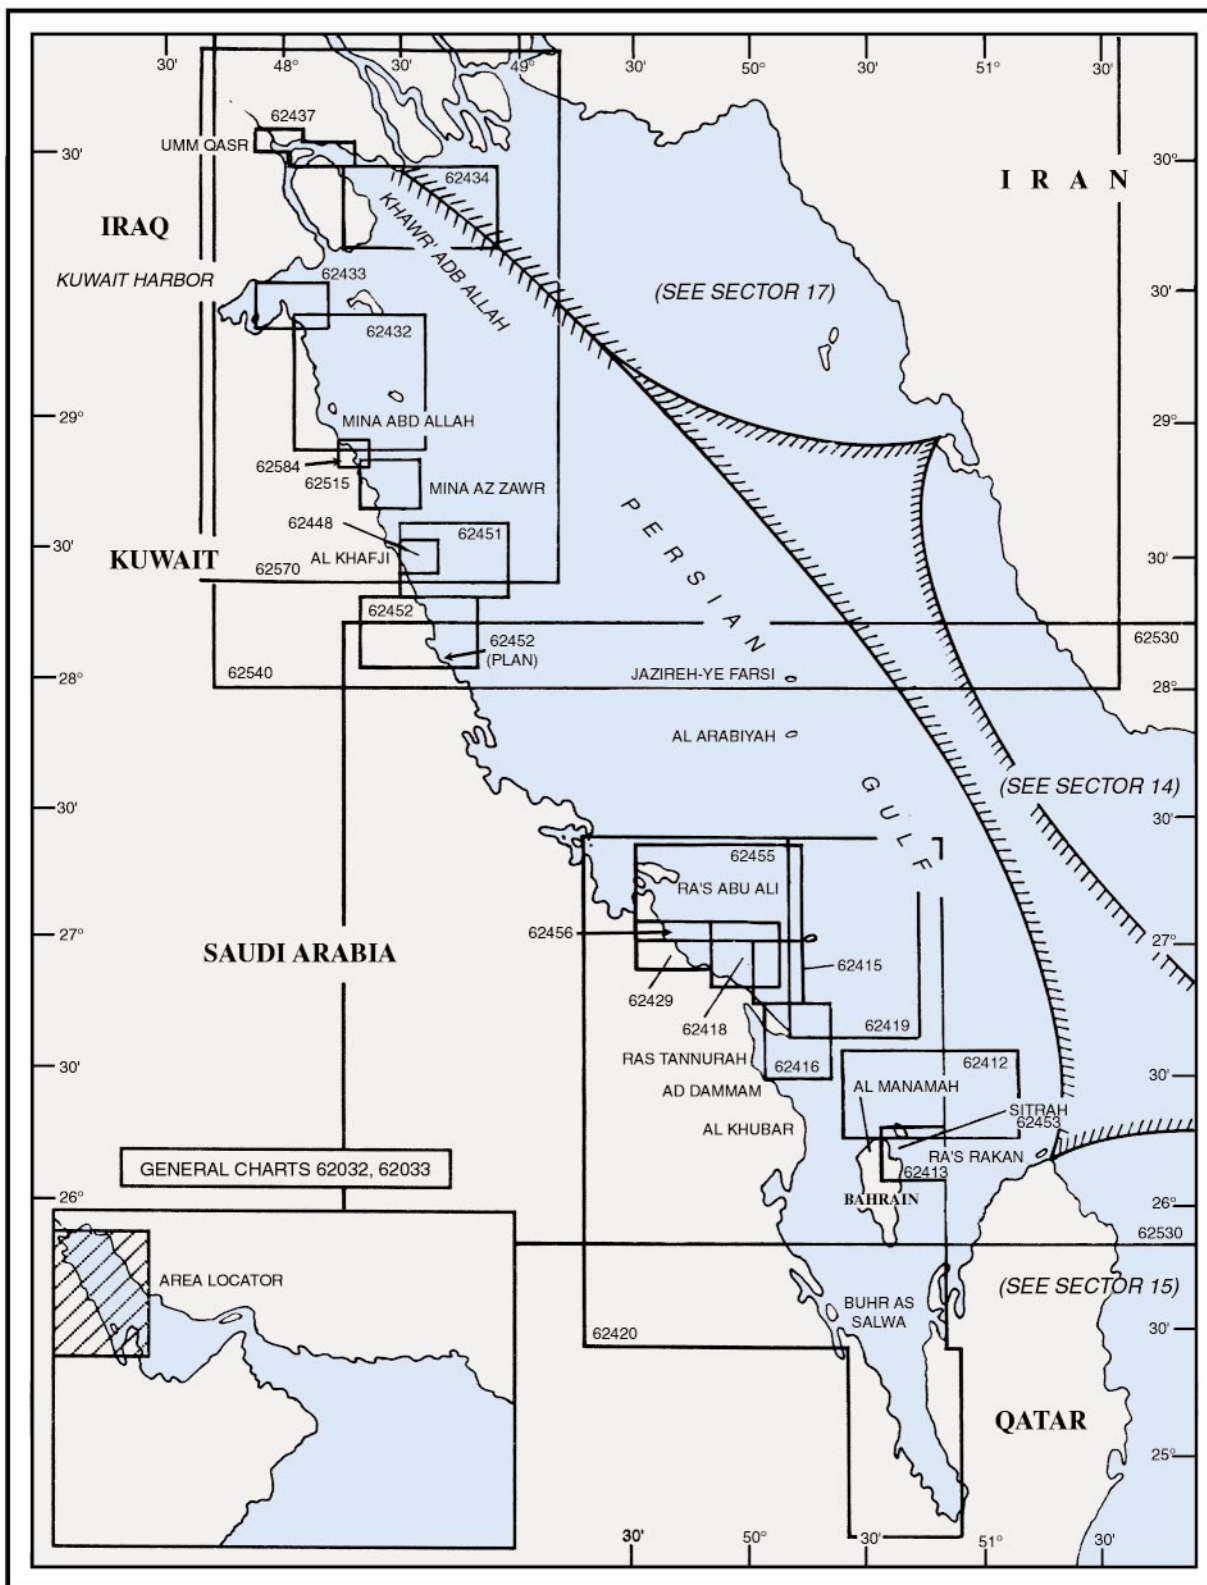 30'
48°
30'
49°
30'
50°
30'
51°
30'
62437
UMM QASR
30'
30°
62434
I R A N
KHAWR' ADB ALLAH
IRAQ
KUWAIT HARBOR
62433
(SEE SECTOR 17)
30'
62432
29°
29°
MINA ABD ALLAH
62584
62515
MINA AZ ZAWR
PERSIAN
62448
62451
30'
30'
KUWAIT
AL KHAFJI
62570
62452
62452
(PLAN)
62530
62540
JAZIREH-YE FARSI
28°
28°
AL ARABIYAH
GULF
(SEE SECTOR 14)
30'
30'
62455
RA'S ABU ALI
62456
27°
27°
SAUDI ARABIA
62415
62429
62418
62419
RAS TANNURAH
62416
62412
30'
30'
AL MANAMAH
AD DAMMAM
SITRAH
62453
AL KHUBAR
RA'S RAKAN
GENERAL CHARTS 62032, 62033
62413
26°
BAHRAIN
26°
62530
AREA LOCATOR
(SEE SECTOR 15)
BUHR AS
SALWA
62420
30'
QATAR
25°
30'
50°
30'
51°
30'